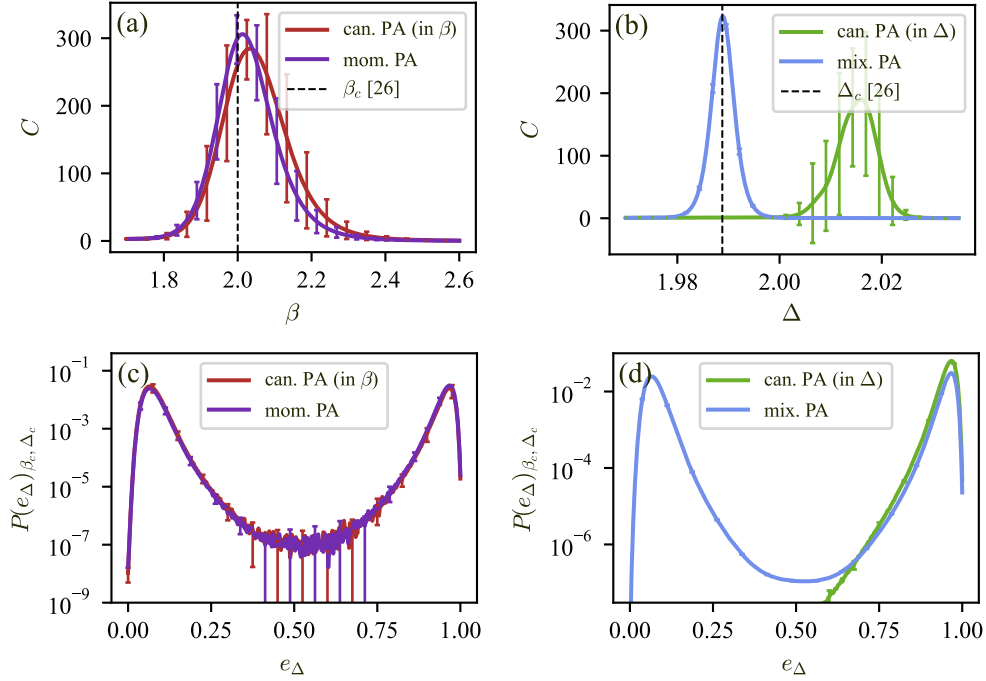 (a)
can. PA (in β)
mom. PA
β_c [26]
C
300
200
100
0
1.8 2.0 2.2 2.4 2.6
β
(b)
can. PA (in Δ)
mix. PA
Δ_c [26]
C
300
200
100
0
1.98 2.00 2.02
Δ
(c)
can. PA (in β)
mom. PA
P(e_Δ)_{β_c, Δ_c}
10^{−1}
10^{−3}
10^{−5}
10^{−7}
10^{−9}
0.00 0.25 0.50 0.75 1.00
e_Δ
(d)
can. PA (in Δ)
mix. PA
P(e_Δ)_{β_c, Δ_c}
10^{−2}
10^{−4}
10^{−6}
0.00 0.25 0.50 0.75 1.00
e_Δ